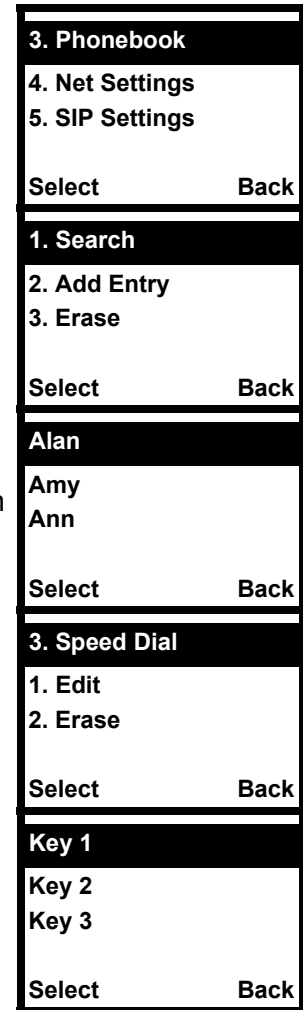 3. Phonebook
4. Net Settings
5. SIP Settings
Select Back
1. Search
2. Add Entry
3. Erase
Select Back
Alan
Amy
Ann
Select Back
3. Speed Dial
1. Edit
2. Erase
Select Back
Key 1
Key 2
Key 3
Select Back